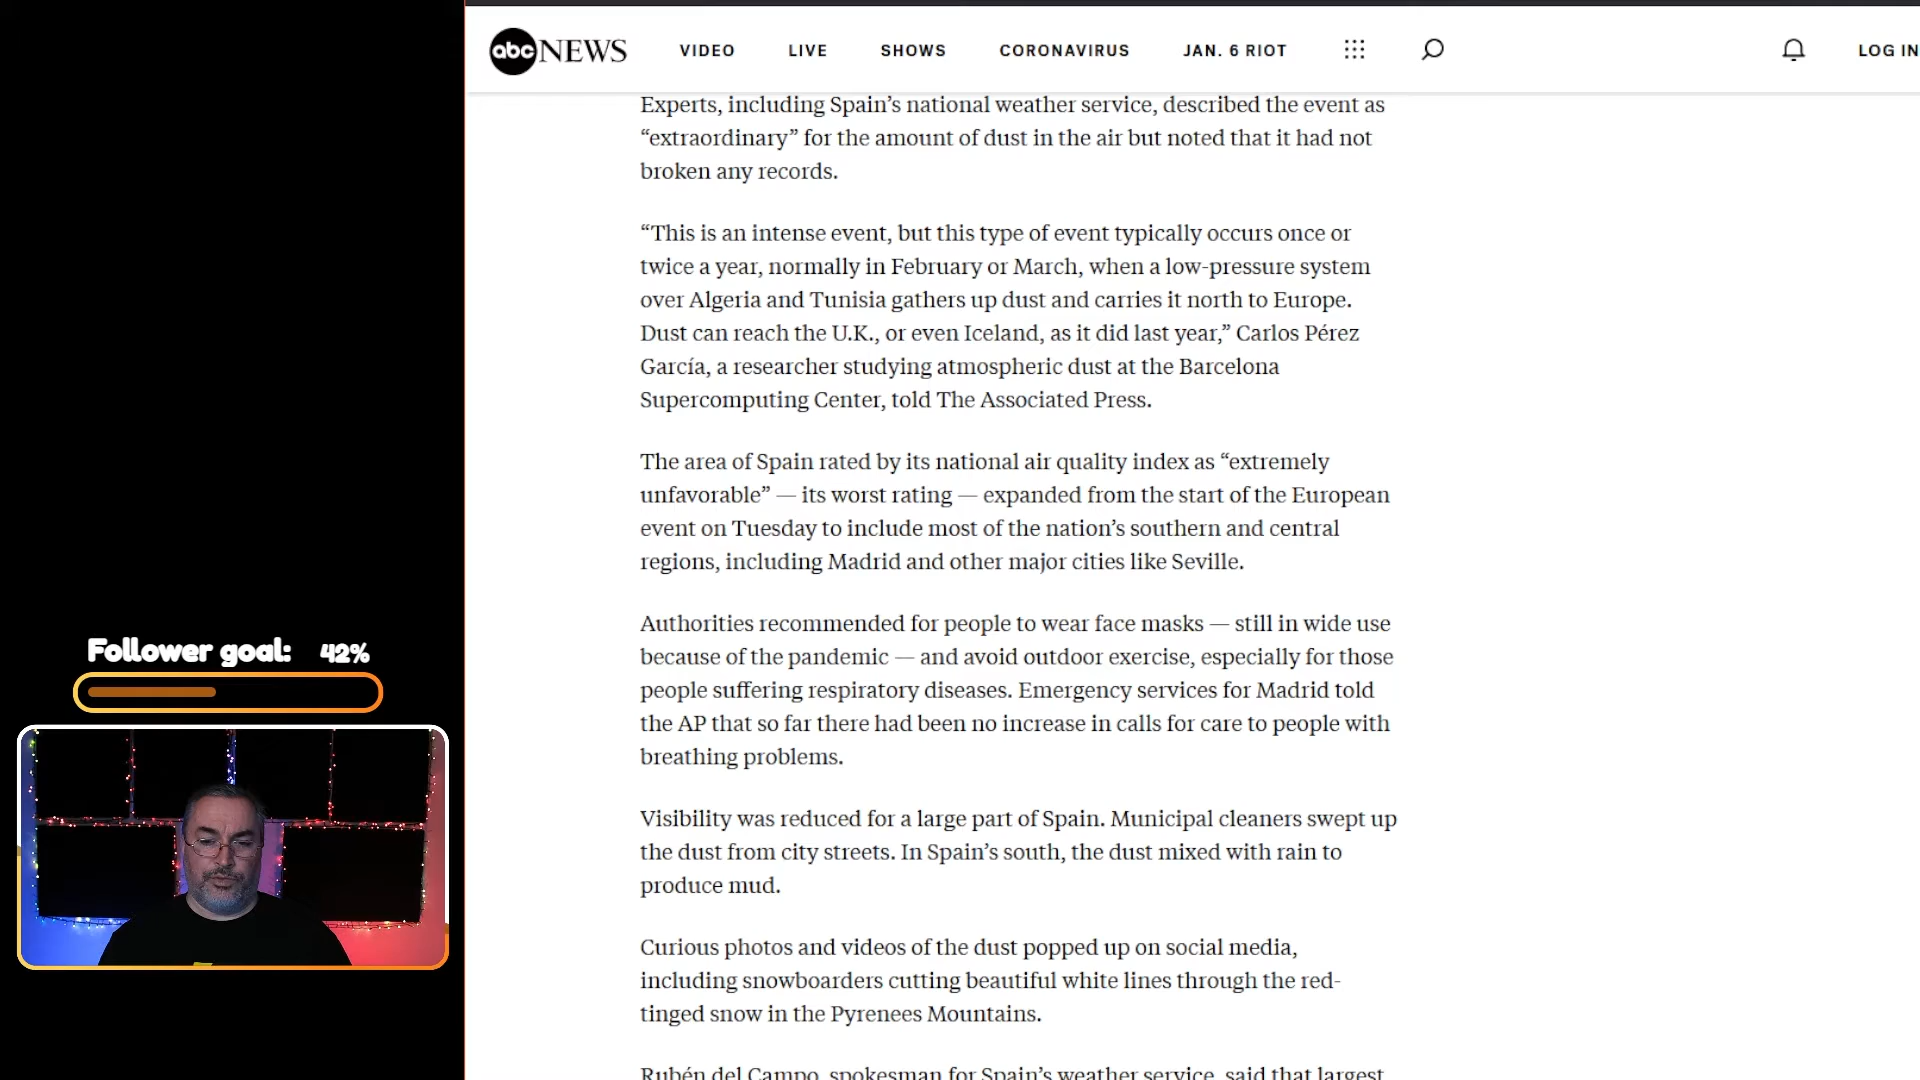 abc NEWS VIDEO LIVE SHOWS CORONAVIRUS JAN. 6 RIOT LOG IN
Experts, including Spain’s national weather service, described the event as
“extraordinary” for the amount of dust in the air but noted that it had not
broken any records.
“This is an intense event, but this type of event typically occurs once or
twice a year, normally in February or March, when a low-pressure system
over Algeria and Tunisia gathers up dust and carries it north to Europe.
Dust can reach the U.K., or even Iceland, as it did last year,” Carlos Pérez
García, a researcher studying atmospheric dust at the Barcelona
Supercomputing Center, told The Associated Press.
The area of Spain rated by its national air quality index as “extremely
unfavorable” — its worst rating — expanded from the start of the European
event on Tuesday to include most of the nation’s southern and central
regions, including Madrid and other major cities like Seville.
Authorities recommended for people to wear face masks — still in wide use
because of the pandemic — and avoid outdoor exercise, especially for those
people suffering respiratory diseases. Emergency services for Madrid told
the AP that so far there had been no increase in calls for care to people with
breathing problems.
Visibility was reduced for a large part of Spain. Municipal cleaners swept up
the dust from city streets. In Spain’s south, the dust mixed with rain to
produce mud.
Curious photos and videos of the dust popped up on social media,
including snowboarders cutting beautiful white lines through the red-
tinged snow in the Pyrenees Mountains.
Rubén del Campo, spokesman for Spain’s weather service, said that largest
Follower goal: 42%